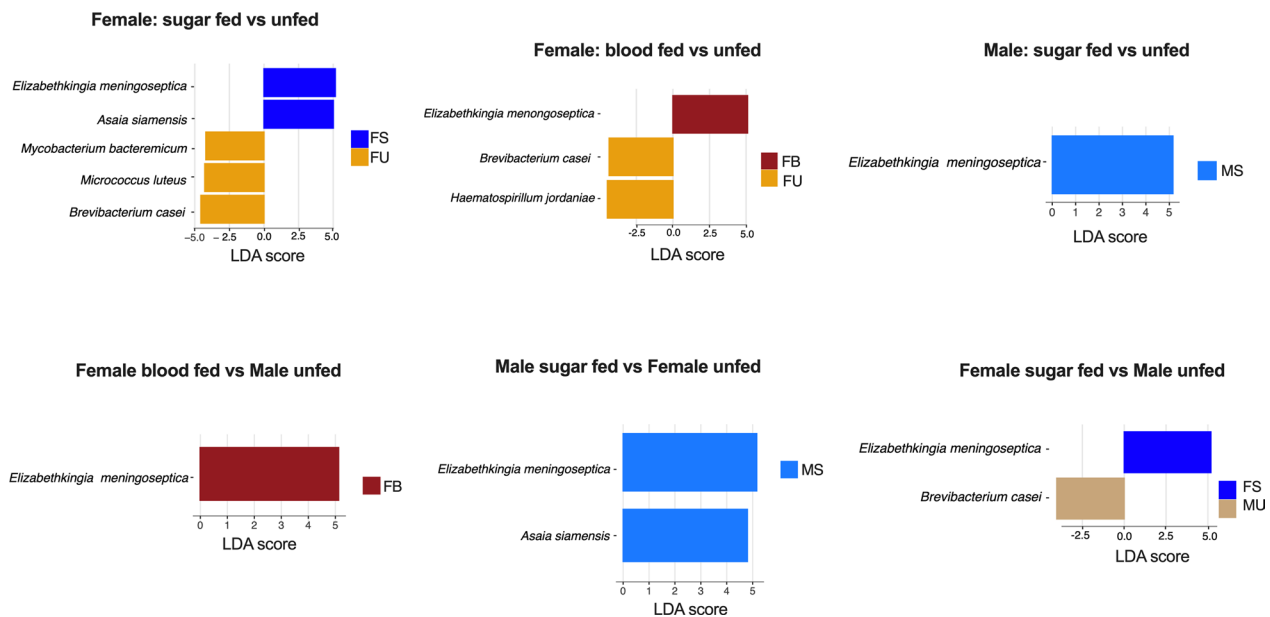 Female: sugar fed vs unfed
Elizabethkingia meningoseptica
Asaia siamensis
Mycobacterium bacteremicum
Micrococcus luteus
Brevibacterium casei
FS
FU
−5.0 −2.5 0.0 2.5 5.0
LDA score
Female: blood fed vs unfed
Elizabethkingia menongoseptica
Brevibacterium casei
Haematospirillum jordaniae
FB
FU
-2.5 0.0 2.5 5.0
LDA score
Male: sugar fed vs unfed
Elizabethkingia meningoseptica
MS
0 1 2 3 4 5
LDA score
Female blood fed vs Male unfed
Elizabethkingia meningoseptica
FB
0 1 2 3 4 5
LDA score
Male sugar fed vs Female unfed
Elizabethkingia meningoseptica
Asaia siamensis
MS
0 1 2 3 4 5
LDA score
Female sugar fed vs Male unfed
Elizabethkingia meningoseptica
Brevibacterium casei
FS
MU
-2.5 0.0 2.5 5.0
LDA score